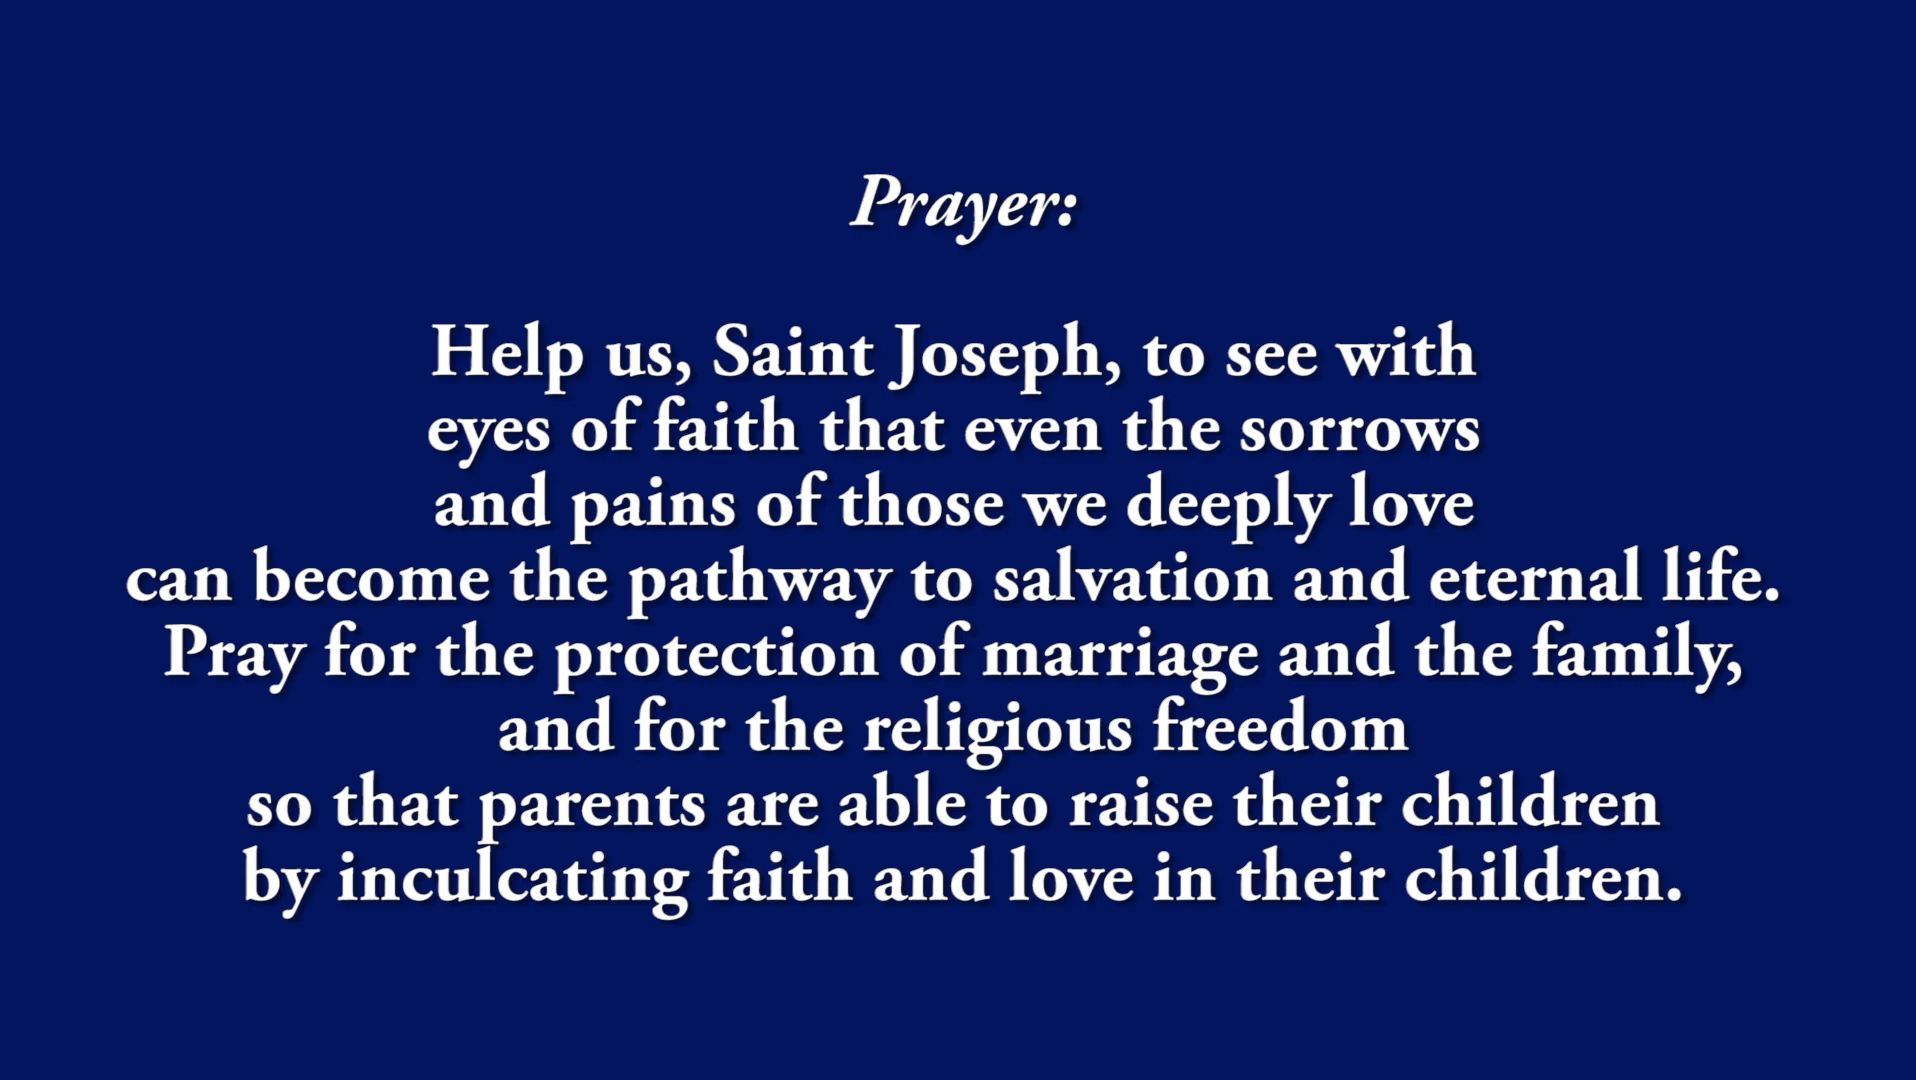 Prayer:
Help us, Saint Joseph, to see with
eyes of faith that even the sorrows
and pains of those we deeply love
can become the pathway to salvation and eternal life.
Pray for the protection of marriage and the family,
and for the religious freedom
so that parents are able to raise their children
by inculcating faith and love in their children.